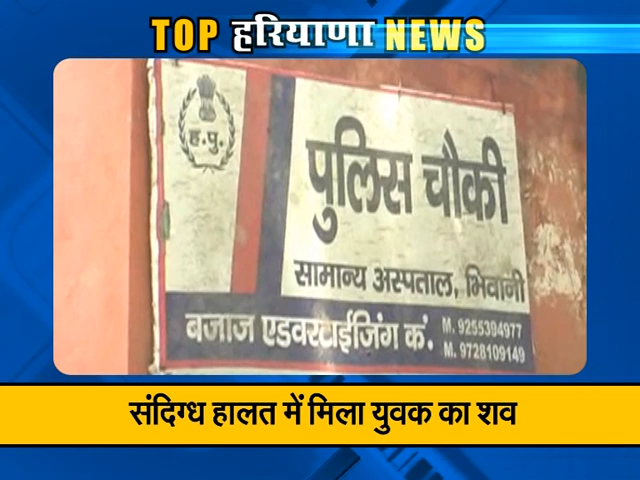 TOP हरियाणा NEWS
ह.पु.
पुलिस चौकी
सामान्य अस्पताल, भिवानी
बजाज एडवरटाईजिंग कं. M. 9255394977
M. 9728109149
संदिग्ध हालत में मिला युवक का शव